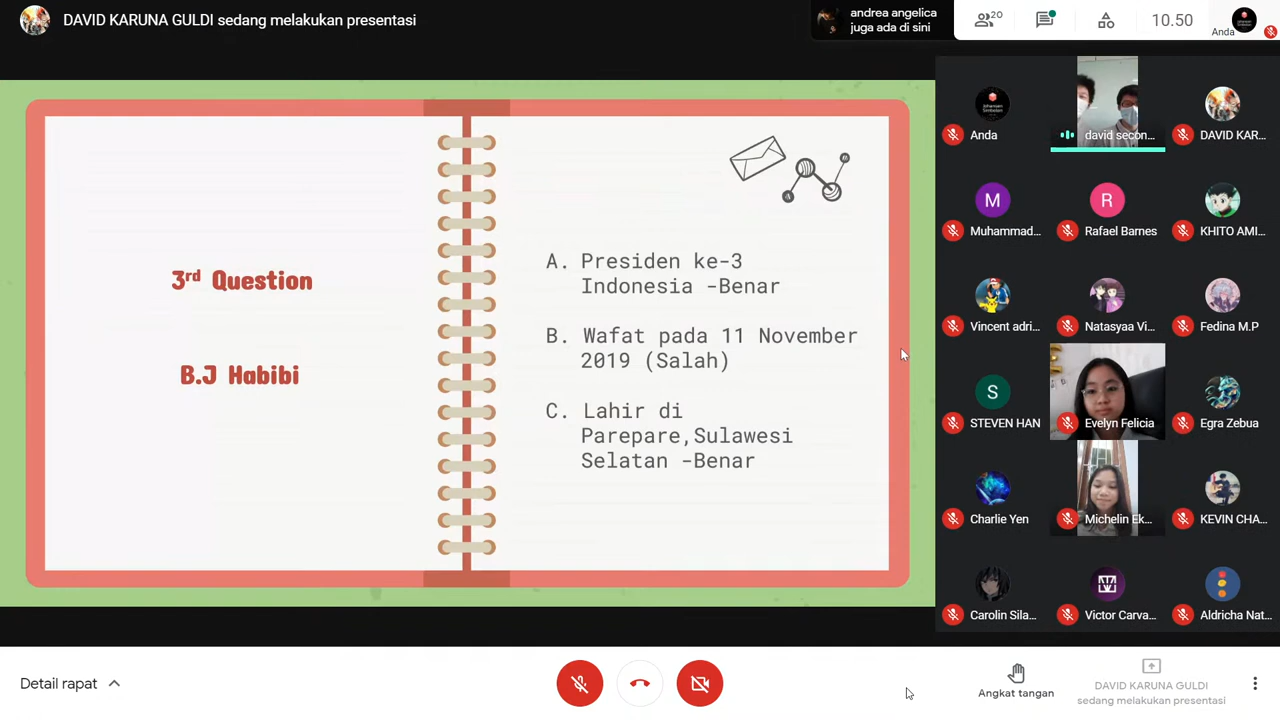 DAVID KARUNA GULDI sedang melakukan presentasi
andrea angelica
juga ada di sini
20
10.50
Anda
3rd Question
B.J Habibi
A. Presiden ke-3
Indonesia -Benar
B. Wafat pada 11 November
2019 (Salah)
C. Lahir di
Parepare,Sulawesi
Selatan -Benar
Anda
david secon...
DAVID KAR...
M
Muhammad...
R
Rafael Barnes
KHITO AMI...
Vincent adri...
Natasyaa Vi...
Fedina M.P
S
STEVEN HAN
Evelyn Felicia
Egra Zebua
Charlie Yen
Michelin Ek...
KEVIN CHA...
Carolin Sila...
Victor Carva...
Aldricha Nat...
Detail rapat
Angkat tangan
DAVID KARUNA GULDI
sedang melakukan presentasi